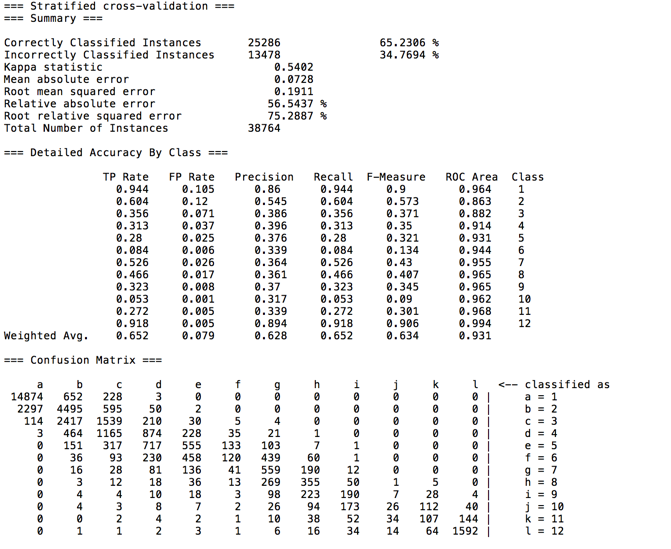 === Stratified cross-validation ===
=== Summary ===
Correctly Classified Instances 25286 65.2306 %
Incorrectly Classified Instances 13478 34.7694 %
Kappa statistic 0.5402
Mean absolute error 0.0728
Root mean squared error 0.1911
Relative absolute error 56.5437 %
Root relative squared error 75.2887 %
Total Number of Instances 38764
=== Detailed Accuracy By Class ===
TP Rate FP Rate Precision Recall F-Measure ROC Area Class
0.944 0.105 0.86 0.944 0.9 0.964 1
0.604 0.12 0.545 0.604 0.573 0.863 2
0.356 0.071 0.386 0.356 0.371 0.882 3
0.313 0.037 0.396 0.313 0.35 0.914 4
0.28 0.025 0.376 0.28 0.321 0.931 5
0.084 0.006 0.339 0.084 0.134 0.944 6
0.526 0.026 0.364 0.526 0.43 0.955 7
0.466 0.017 0.361 0.466 0.407 0.965 8
0.323 0.008 0.37 0.323 0.345 0.965 9
0.053 0.001 0.317 0.053 0.09 0.962 10
0.272 0.005 0.339 0.272 0.301 0.968 11
0.918 0.005 0.894 0.918 0.906 0.994 12
Weighted Avg. 0.652 0.079 0.628 0.652 0.634 0.931
=== Confusion Matrix ===
a b c d e f g h i j k l <-- classified as
14874 652 228 3 0 0 0 0 0 0 0 0 | a = 1
2297 4495 595 50 2 0 0 0 0 0 0 0 | b = 2
114 2417 1539 210 30 5 4 0 0 0 0 0 | c = 3
3 464 1165 874 228 35 21 1 0 0 0 0 | d = 4
0 151 317 717 555 133 103 7 1 0 0 0 | e = 5
0 36 93 230 458 120 439 60 1 0 0 0 | f = 6
0 16 28 81 136 41 559 190 12 0 0 0 | g = 7
0 3 12 18 36 13 269 355 50 1 5 0 | h = 8
0 4 4 10 18 3 98 223 190 7 28 4 | i = 9
0 4 3 8 7 2 26 94 173 26 112 40 | j = 10
0 0 2 4 2 1 10 38 52 34 107 144 | k = 11
0 1 1 2 3 1 6 16 34 14 64 1592 | l = 12